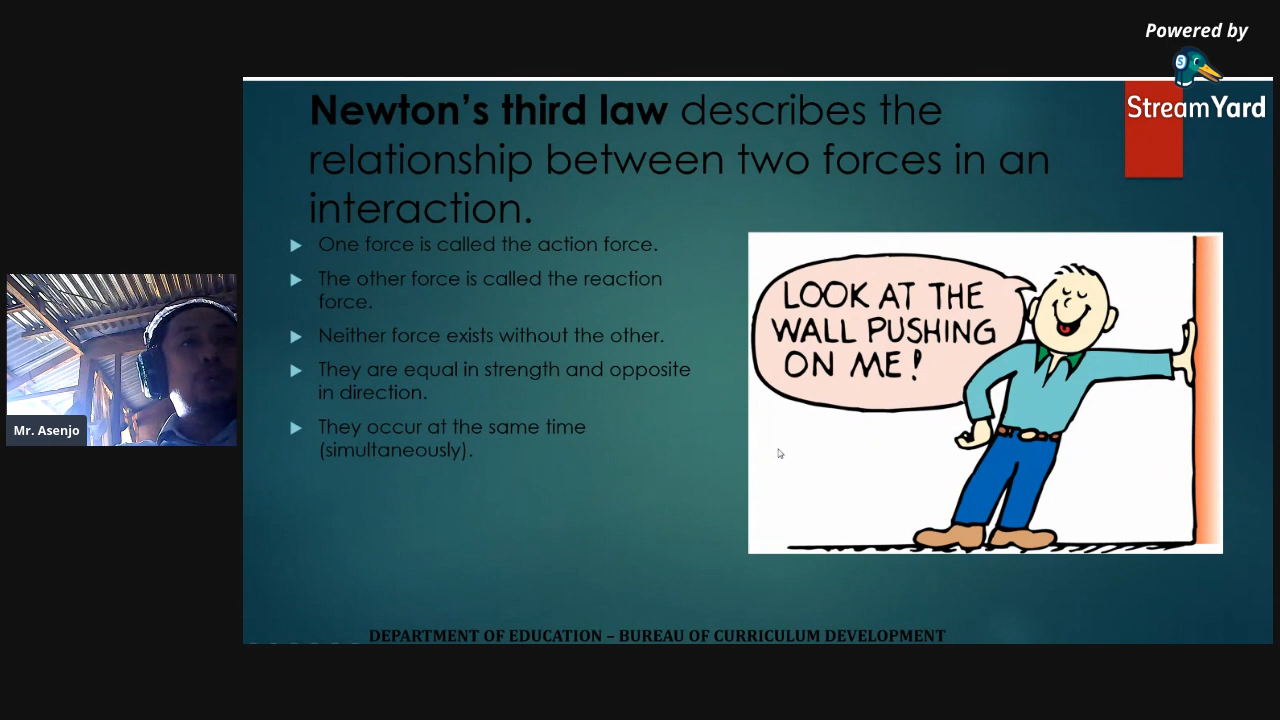 Powered by
StreamYard
Newton's third law describes the
relationship between two forces in an
interaction.
One force is called the action force.
The other force is called the reaction
force.
Neither force exists without the other.
They are equal in strength and opposite
in direction.
They occur at the same time
(simultaneously).
LOOK AT THE
WALL PUSHING
ON ME!
Mr. Asenjo
DEPARTMENT OF EDUCATION – BUREAU OF CURRICULUM DEVELOPMENT